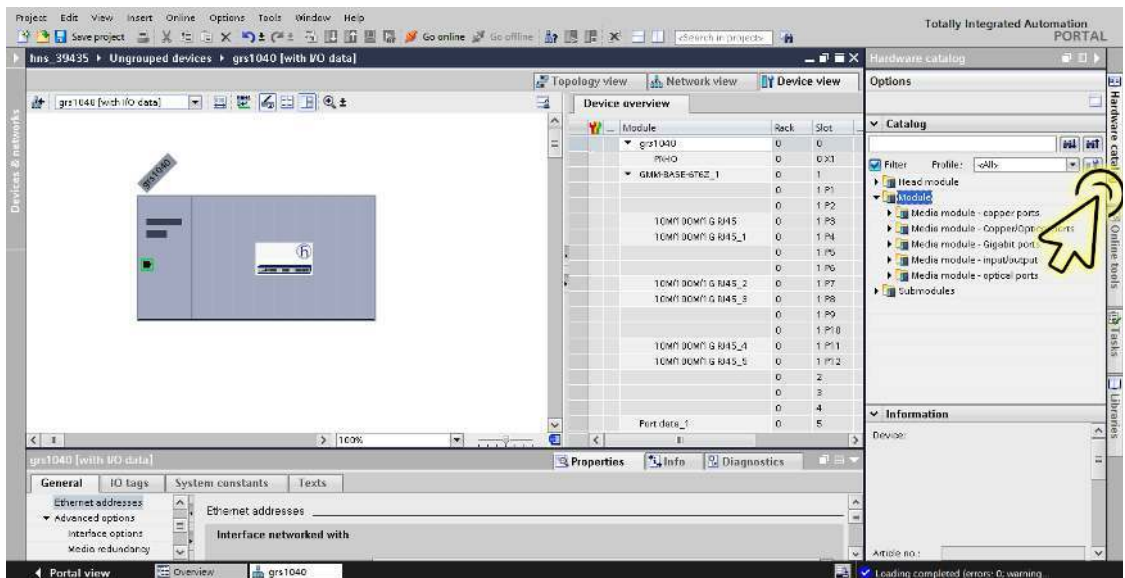 Project Edit View Insert Online Options Tools Window Help
Totally Integrated Automation
PORTAL
Save project
Go online
Go offline
<Search in project>
hns_39435 ▸ Ungrouped devices ▸ grs1040 [with I/O data]
Hardware catalog
Topology view
Network view
Device view
Options
grs1040 [with I/O data]
Device overview
Module Rack Slot
grs1040 0 0
PN-IO 0 0 X1
GMM-BASE-6T6Z_1 0 1
0 1 P1
0 1 P2
10M/100M/1G RJ45 0 1 P3
10M/100M/1G RJ45_1 0 1 P4
0 1 P5
0 1 P6
10M/100M/1G RJ45_2 0 1 P7
10M/100M/1G RJ45_3 0 1 P8
0 1 P9
0 1 P10
10M/100M/1G RJ45_4 0 1 P11
10M/100M/1G RJ45_5 0 1 P12
0 2
0 3
0 4
Port data_1 0 5
grs1040
100%
Catalog
Filter Profile: <All>
Head module
Module
Media module - copper ports
Media module - Copper/Optical ports
Media module - Gigabit ports
Media module - input/output
Media module - optical ports
Submodules
Information
Device:
Article no.:
Devices & networks
Hardware catal
Online tools
Tasks
Libraries
grs1040 [with I/O data]
Properties
Info
Diagnostics
General
IO tags
System constants
Texts
Ethernet addresses
Advanced options
Interface options
Media redundancy
Ethernet addresses
Interface networked with
Portal view
Overview
grs1040
Loading completed (errors: 0; warning